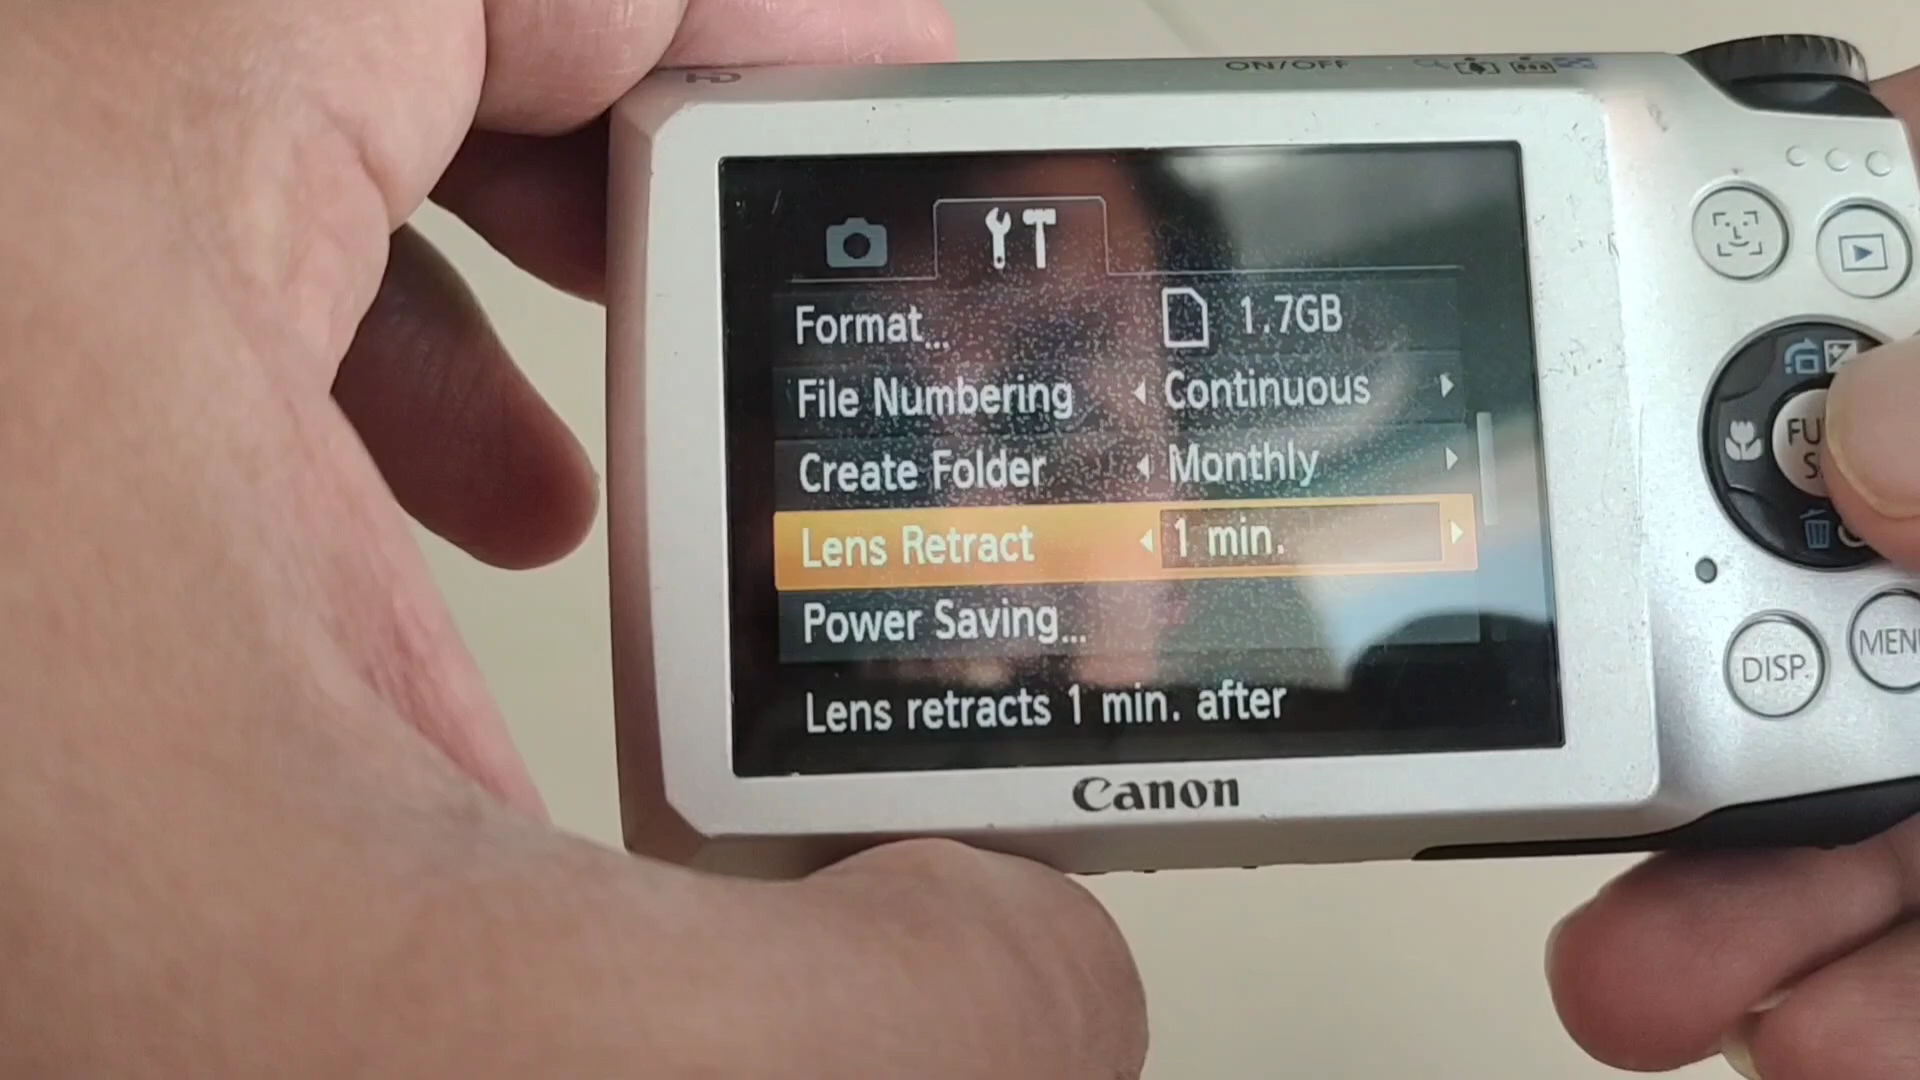 HD
ON/OFF
Format... 1.7GB
File Numbering Continuous
Create Folder Monthly
Lens Retract 1 min.
Power Saving...
Lens retracts 1 min. after
Canon
DISP.